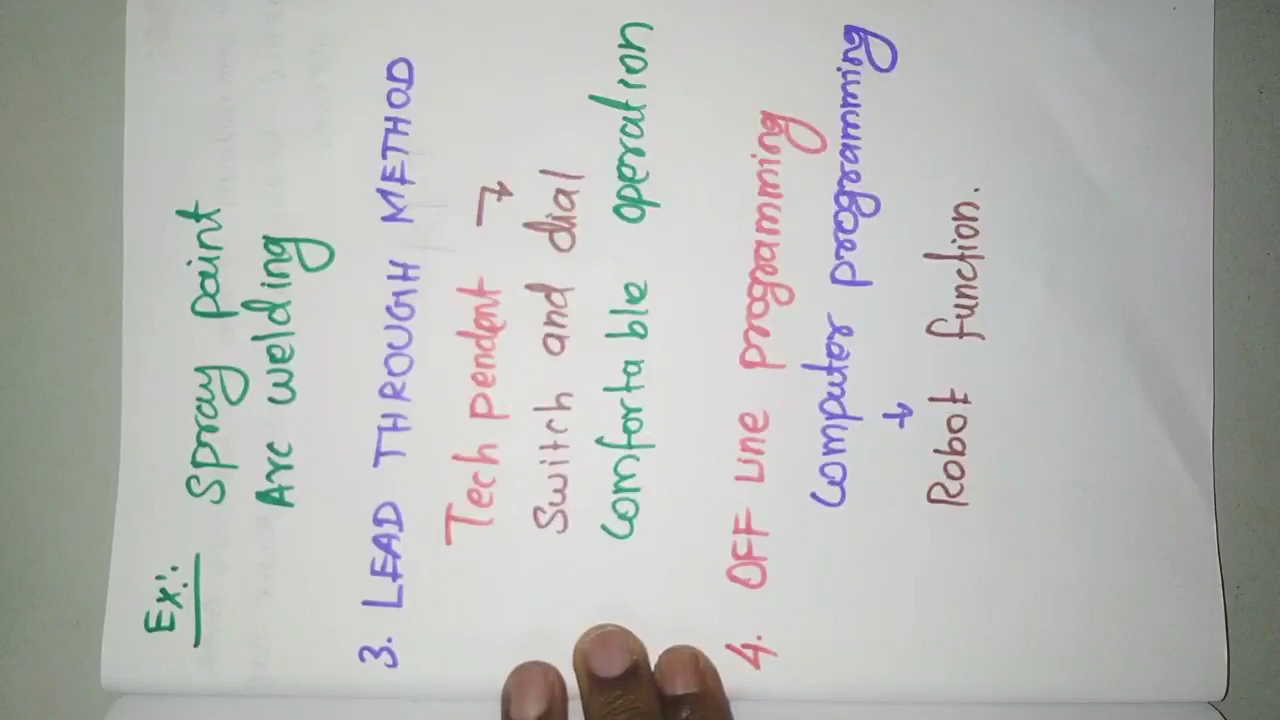 Ex:- Spray paint
Arc welding
3. LEAD THROUGH METHOD
Tech pendent →
Switch and dial
Comfortable operation
4. OFF LINE programming
Computer programming
↓
Robot function.